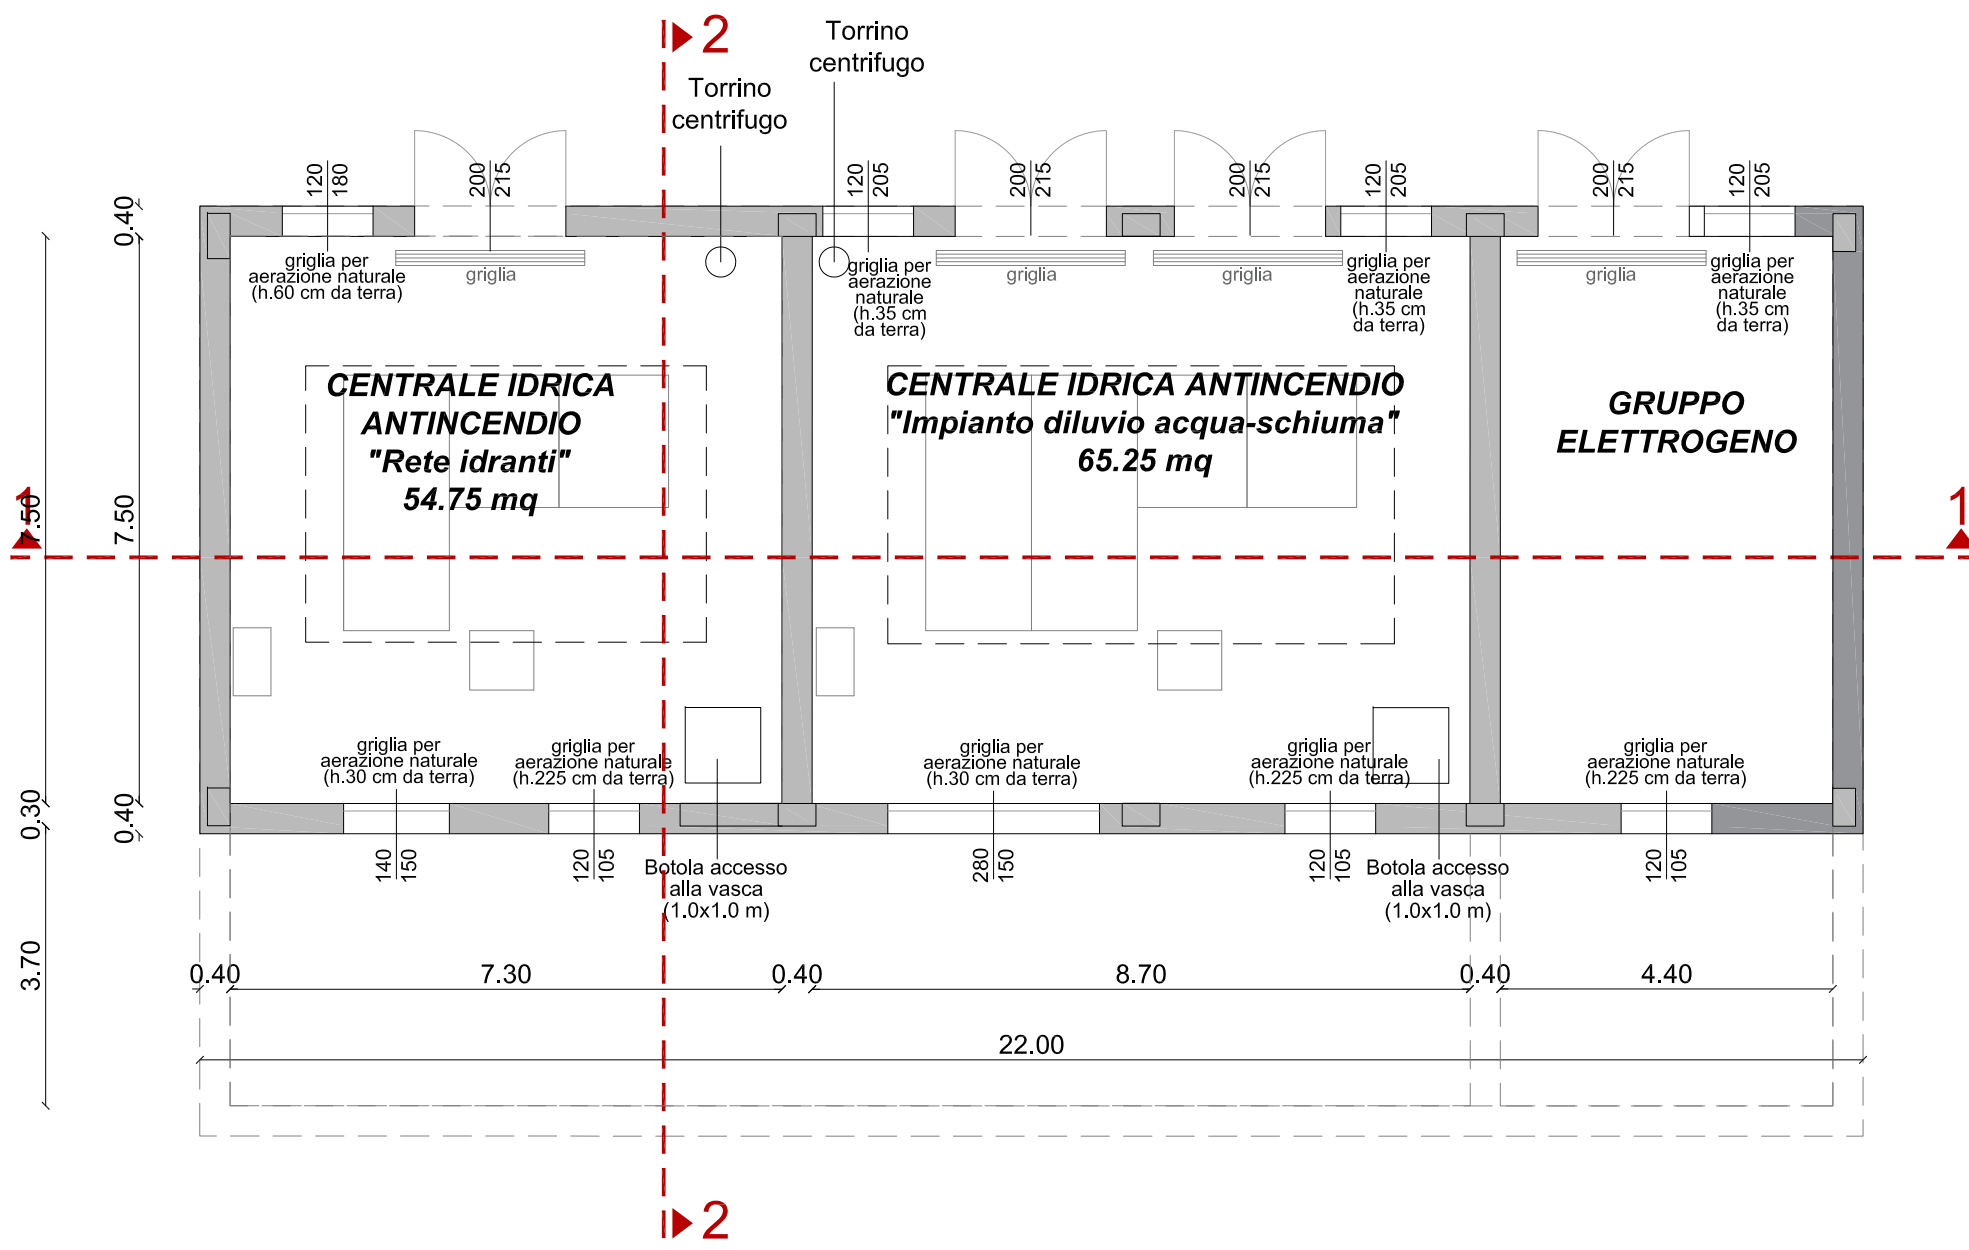 2
Torrino
centrifugo
Torrino
centrifugo
120
180
200
215
120
205
200
215
200
215
120
205
200
215
120
205
0.40
griglia per
aerazione naturale
(h.60 cm da terra)
griglia
griglia per
aerazione
naturale
(h.35 cm
da terra)
griglia
griglia
griglia per
aerazione
naturale
(h.35 cm
da terra)
griglia
griglia per
aerazione
naturale
(h.35 cm
da terra)
CENTRALE IDRICA
ANTINCENDIO
"Rete idranti"
54.75 mq
CENTRALE IDRICA ANTINCENDIO
"Impianto diluvio acqua-schiuma"
65.25 mq
GRUPPO
ELETTROGENO
1
7.50
7.50
1
griglia per
aerazione naturale
(h.30 cm da terra)
griglia per
aerazione naturale
(h.225 cm da terra)
griglia per
aerazione naturale
(h.30 cm da terra)
griglia per
aerazione naturale
(h.225 cm da terra)
griglia per
aerazione naturale
(h.225 cm da terra)
0.30
0.40
140
150
120
105
Botola accesso
alla vasca
(1.0x1.0 m)
280
150
120
105
Botola accesso
alla vasca
(1.0x1.0 m)
120
105
3.70
0.40
7.30
0.40
8.70
0.40
4.40
22.00
2